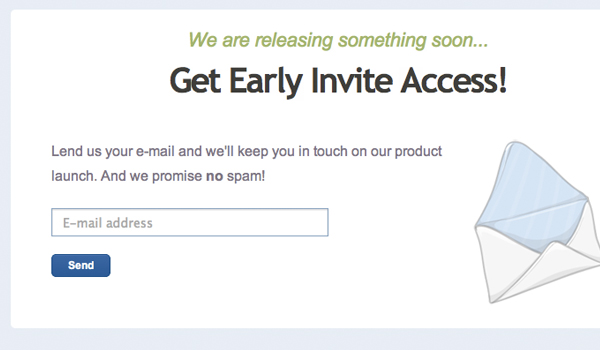 We are releasing something soon...
Get Early Invite Access!
Lend us your e-mail and we'll keep you in touch on our product
launch. And we promise no spam!
E-mail address
Send